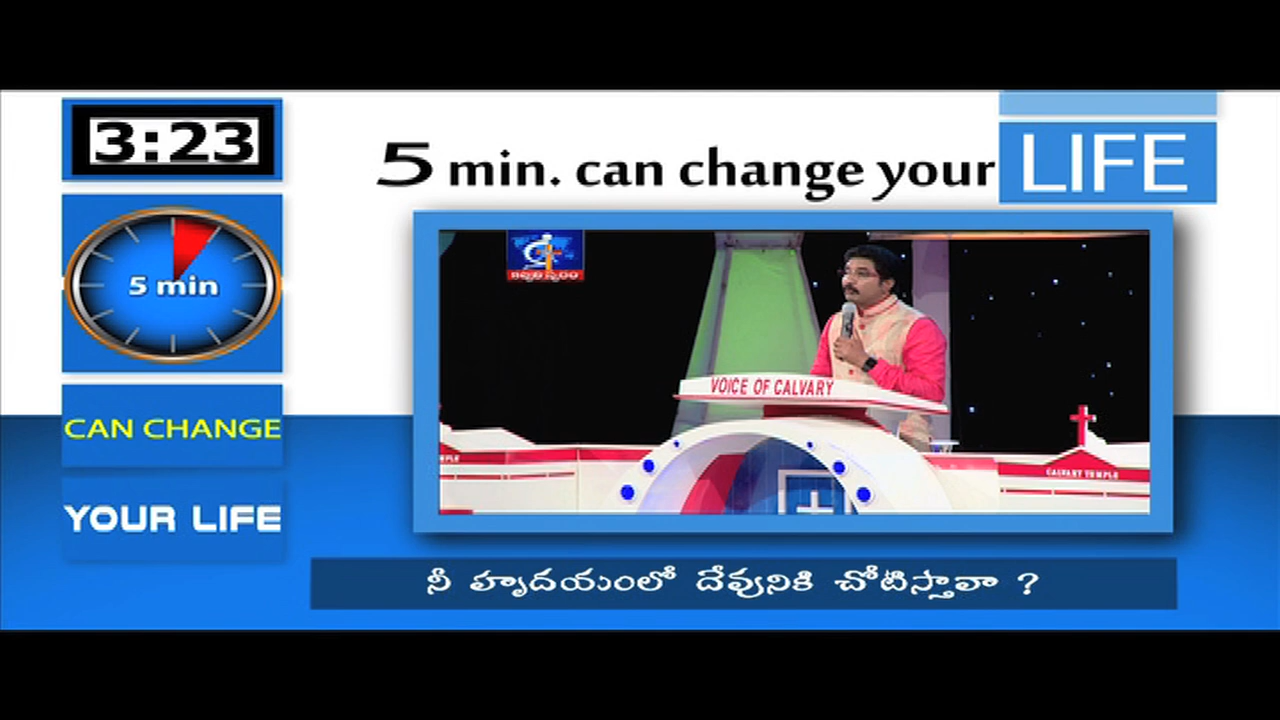 3:23
5 min. can change your LIFE
5 min
CAN CHANGE
YOUR LIFE
VOICE OF CALVARY
CALVARY TEMPLE
నీ హృదయంలో దేవునికి చోటిస్తావా ?